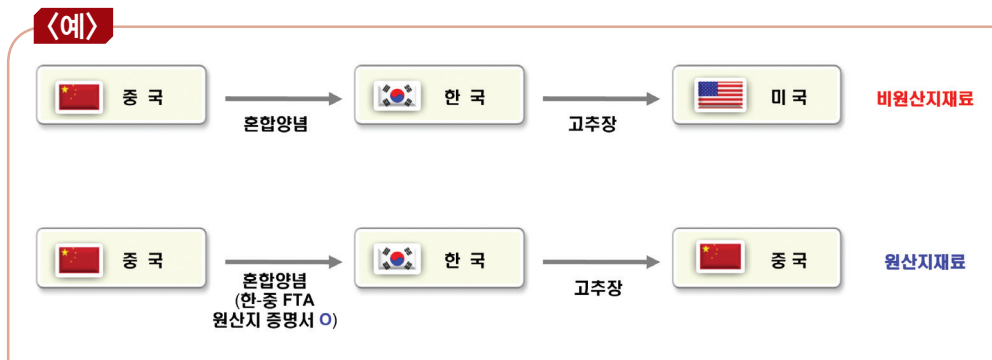 〈예〉
중 국
한 국
미 국
비원산지재료
혼합양념
고추장
중 국
한 국
중 국
원산지재료
혼합양념
(한-중 FTA
원산지 증명서 O)
고추장